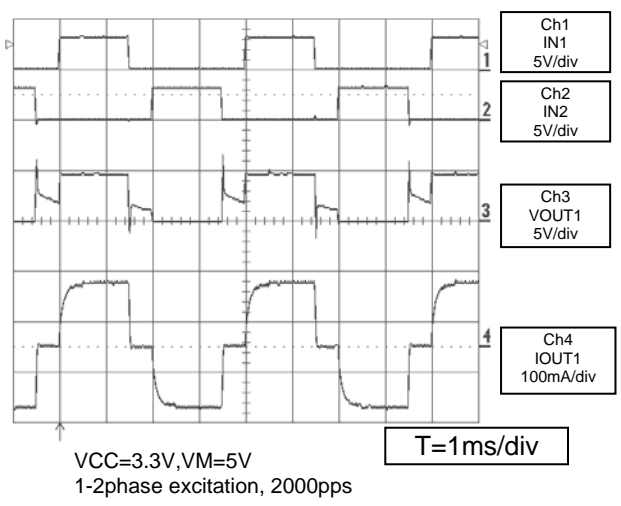 Ch1
IN1
5V/div
1
Ch2
IN2
5V/div
2
Ch3
VOUT1
5V/div
3
Ch4
IOUT1
100mA/div
4
T=1ms/div
VCC=3.3V,VM=5V
1-2phase excitation, 2000pps